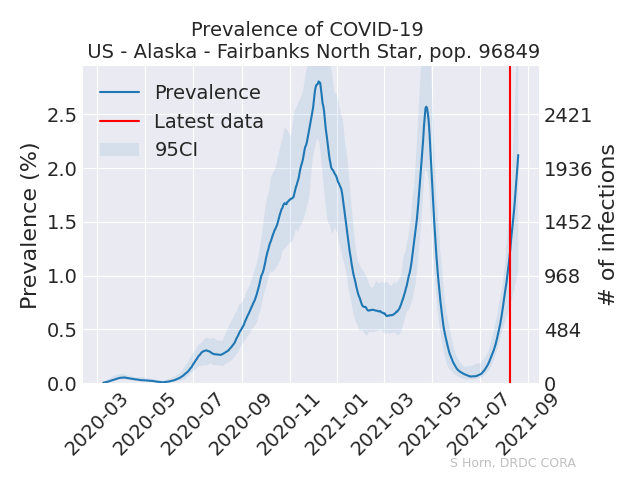 Prevalence of COVID-19
US - Alaska - Fairbanks North Star, pop. 96849
Prevalence
Latest data
95CI
Prevalence (%)
2.5
2.0
1.5
1.0
0.5
0.0
2421
1936
1452
968
484
0
# of infections
2020-03
2020-05
2020-07
2020-09
2020-11
2021-01
2021-03
2021-05
2021-07
2021-09
S Horn, DRDC CORA